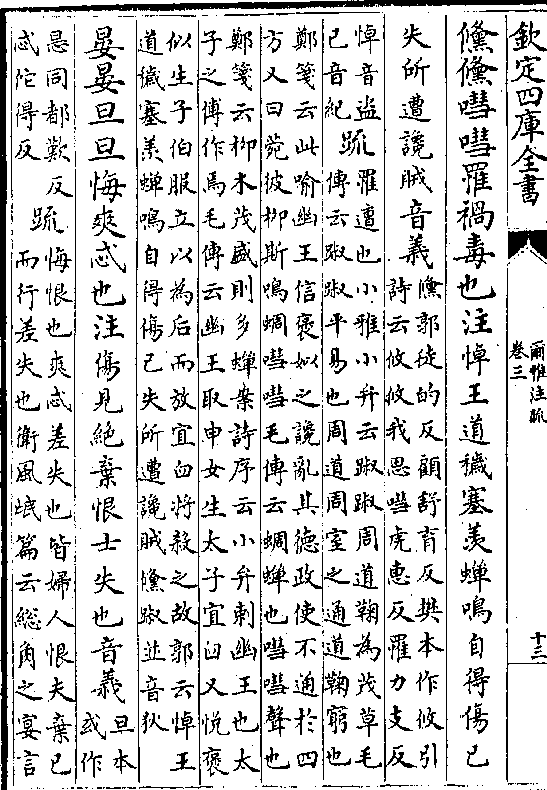 欽定四庫全書
爾雅注疏
卷三
十三
儵儵嘒嘒罹禍毒也注悼王道穢塞羨蟬鳴自得傷己
失所遭讒賊音義儵郭徒的反顧舒育反樊本作攸引
詩云攸攸我思嘒虎惠反罹力支反
悼音盜疏罹遭也小雅小弁云踧踧周道鞠為茂草毛
已音紀傳云踧踧平易也周道周室之通道鞠窮也
鄭箋云此喻幽王信褒姒之讒亂其德政使不通於四
方又曰菀彼柳斯鳴蜩嘒嘒毛傳云蜩蟬也嘒嘒聲也
鄭箋云柳木茂盛則多蟬案詩序云小弁刺幽王也太
子之傅作焉毛傳云幽王取申女生太子宜臼又悦褒
姒生子伯服立以為后而放宜臼將殺之故郭云悼王
道穢塞羨蟬鳴自得傷己失所遭讒賊儵踧並音狄
晏晏旦旦悔爽忒也注傷見絶棄恨士失也音義旦本
或作
㫜同都歎反
忒佗得反疏悔恨也爽忒差失也皆婦人恨夫棄己
而行差失也衛風氓篇云總角之宴言